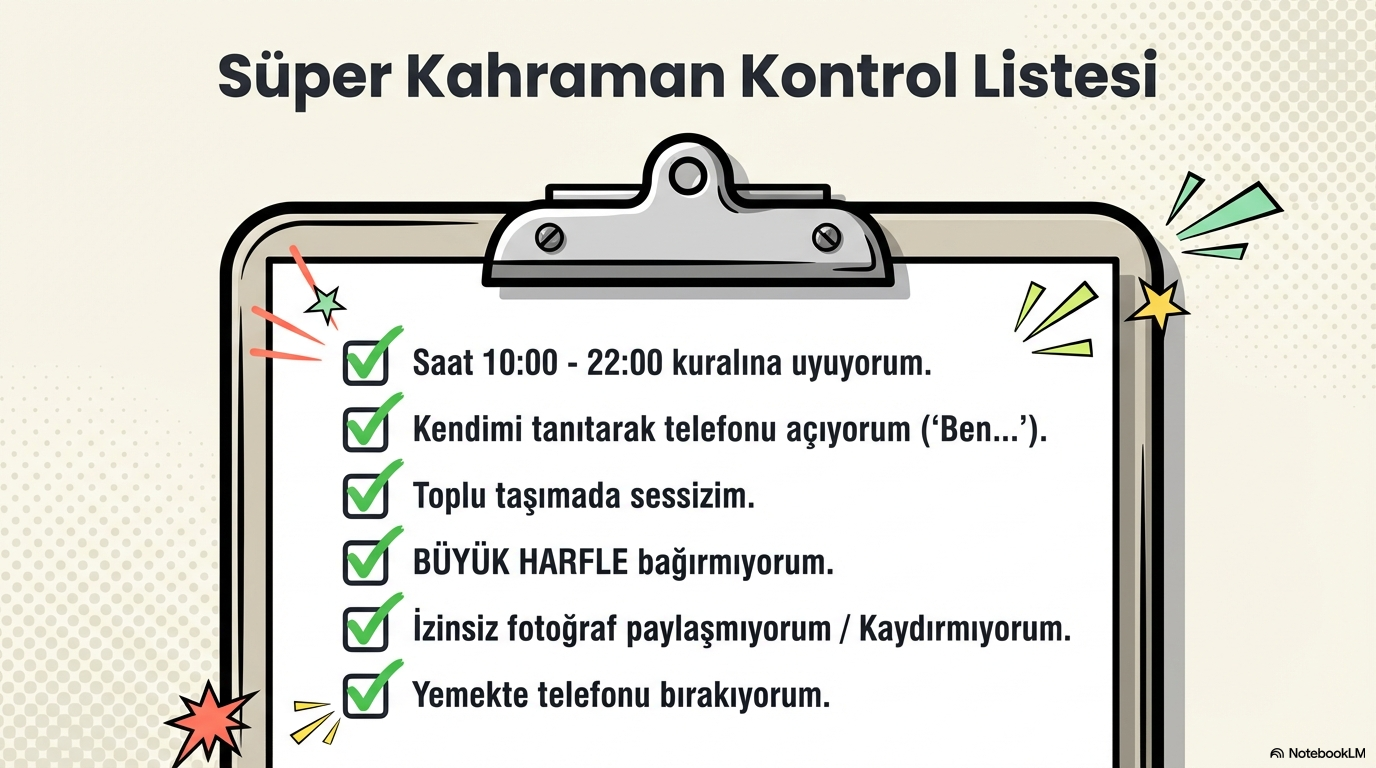 Süper Kahraman Kontrol Listesi
Saat 10:00 - 22:00 kuralına uyuyorum.
Kendimi tanıtarak telefonu açıyorum (‘Ben...’).
Toplu taşımada sessizim.
BÜYÜK HARFLE bağırmıyorum.
İzinsiz fotoğraf paylaşmıyorum / Kaydırmıyorum.
Yemekte telefonu bırakıyorum.
NotebookLM